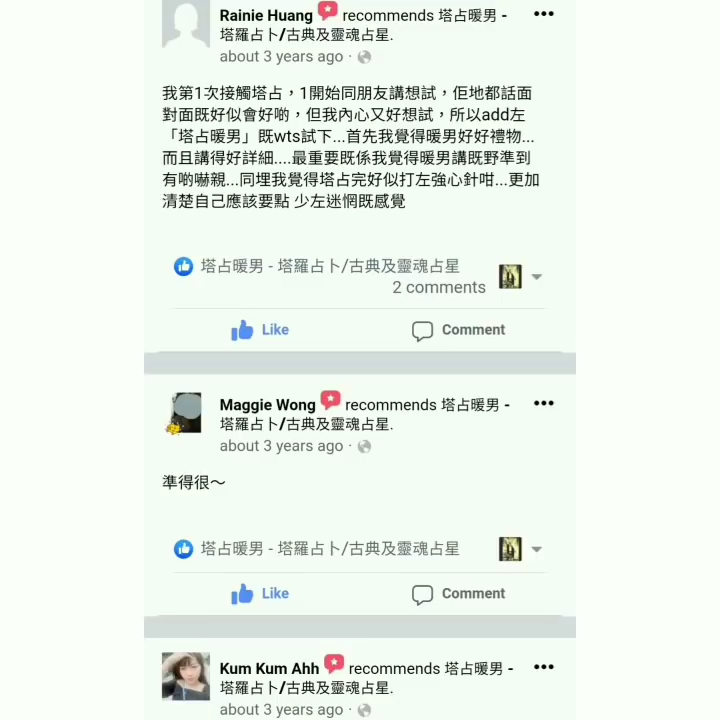 Rainie Huang recommends 塔占暖男 -
塔羅占卜/古典及靈魂占星.
about 3 years ago ·
我第1次接觸塔占，1開始同朋友講想試，佢地都話面
對面既好似會好啲，但我內心又好想試，所以add左
「塔占暖男」既wts試下...首先我覺得暖男好好禮物...
而且講得好詳細....最重要既係我覺得暖男講既野準到
有啲嚇親...同埋我覺得塔占完好似打左強心針咁...更加
清楚自己應該要點 少左迷惘既感覺
塔占暖男 - 塔羅占卜/古典及靈魂占星
2 comments
Like Comment
Maggie Wong recommends 塔占暖男 -
塔羅占卜/古典及靈魂占星.
about 3 years ago ·
準得很～
塔占暖男 - 塔羅占卜/古典及靈魂占星
Like Comment
Kum Kum Ahh recommends 塔占暖男 -
塔羅占卜/古典及靈魂占星.
about 3 years ago ·